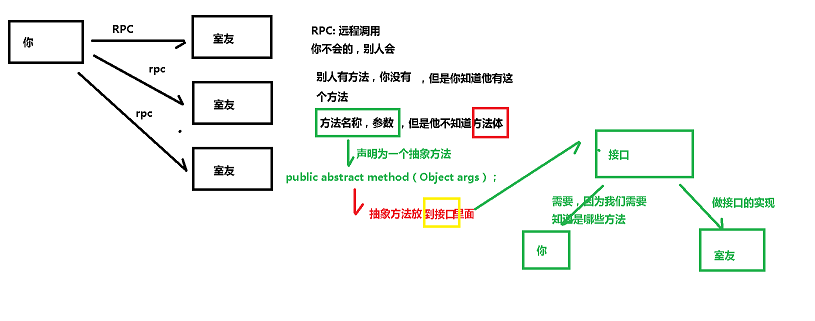 你
RPC
室友
rpc
室友
rpc
室友
RPC: 远程调用
你不会的，别人会
别人有方法，你没有 ，但是你知道他有这
个方法
方法名称，参数，但是他不知道方法体
声明为一个抽象方法
public abstract method（Object args）；
抽象方法放到接口里面
接口
需要，因为我们需要
知道是哪些方法
做接口的实现
你
室友